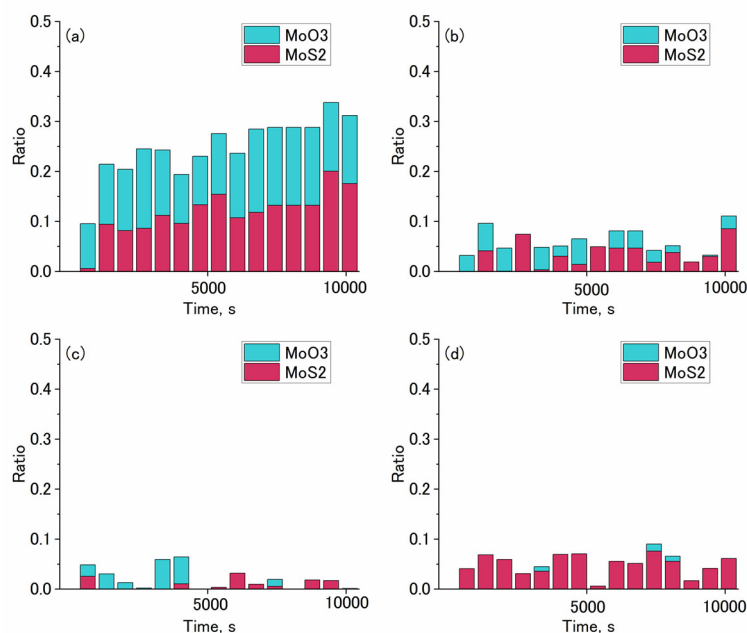 (a)
MoO3
MoS2
0.5
0.4
0.3
0.2
0.1
0.0
Ratio
5000
10000
Time, s
(b)
MoO3
MoS2
0.5
0.4
0.3
0.2
0.1
0.0
Ratio
5000
10000
Time, s
(c)
MoO3
MoS2
0.5
0.4
0.3
0.2
0.1
0.0
Ratio
5000
10000
Time, s
(d)
MoO3
MoS2
0.5
0.4
0.3
0.2
0.1
0.0
Ratio
5000
10000
Time, s